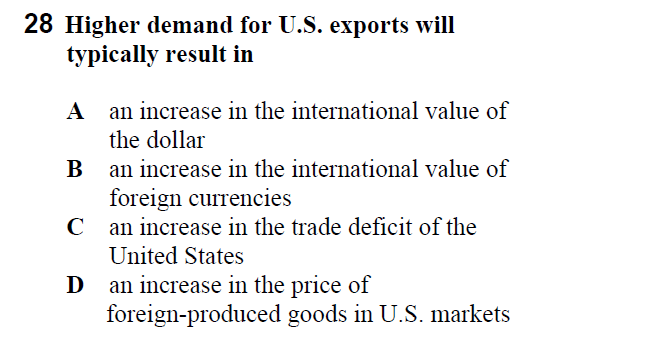 28 Higher demand for U.S. exports will
typically result in
A an increase in the international value of
the dollar
B an increase in the international value of
foreign currencies
C an increase in the trade deficit of the
United States
D an increase in the price of
foreign-produced goods in U.S. markets